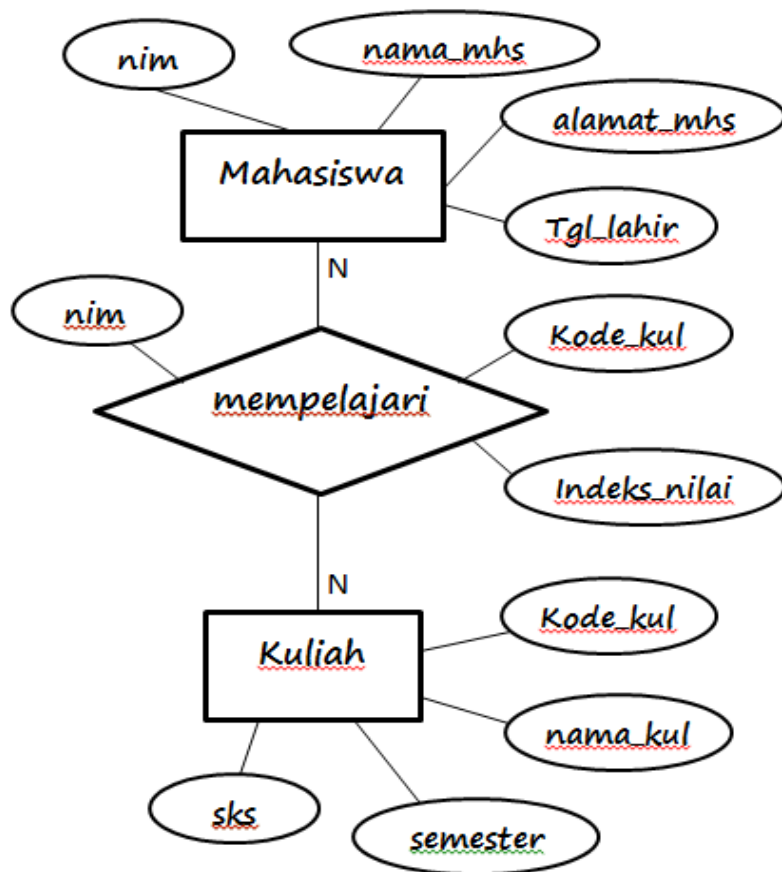 nim
nama_mhs
alamat_mhs
Mahasiswa
Tgl_lahir
N
nim
Kode_kul
mempelajari
Indeks_nilai
N
Kode_kul
Kuliah
nama_kul
sks
semester